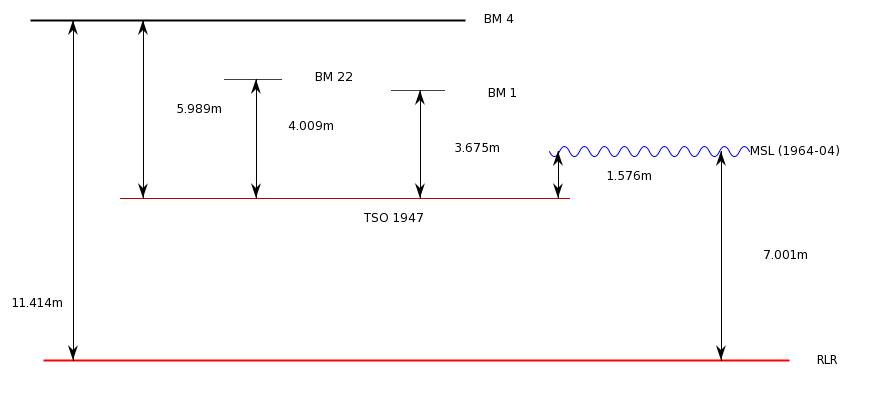 BM 4
BM 22
BM 1
5.989m
4.009m
3.675m
MSL (1964-04)
1.576m
TSO 1947
7.001m
11.414m
RLR